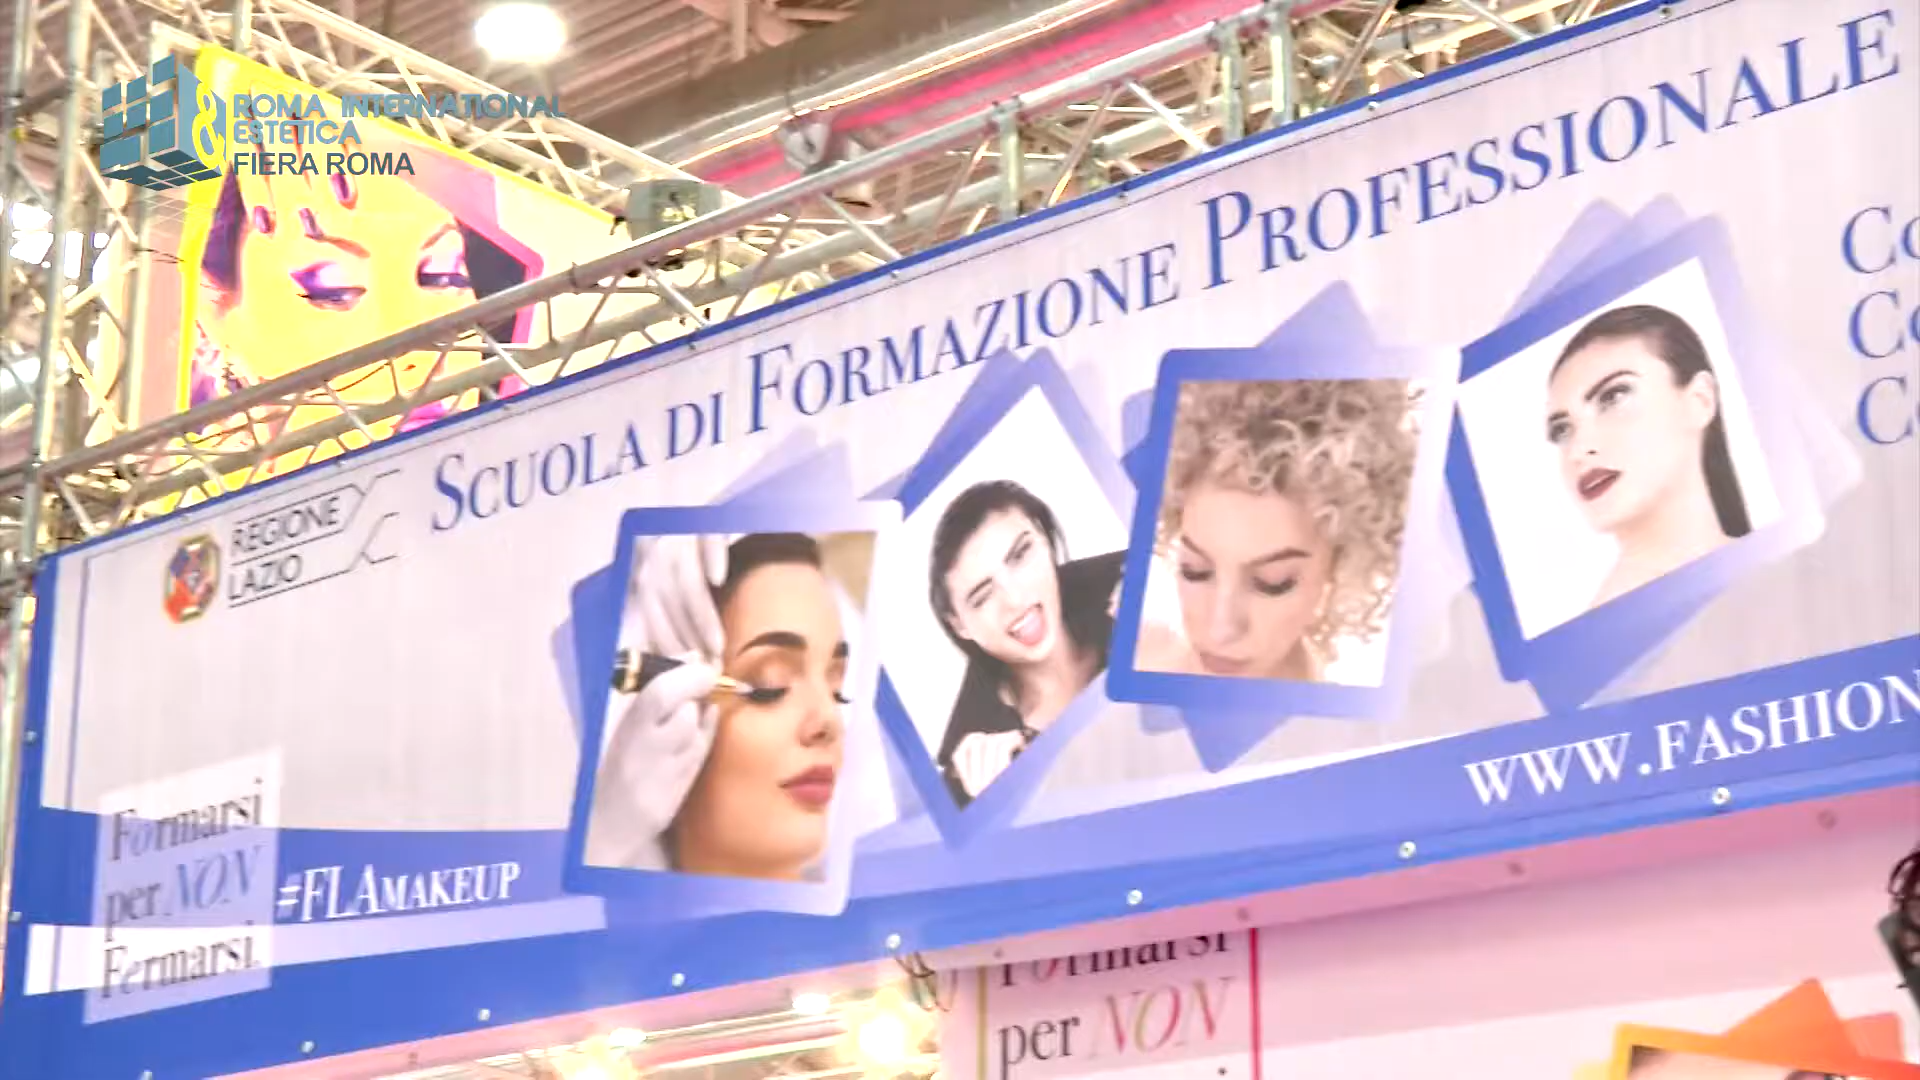 ROMA INTERNATIONAL
ESTETICA
FIERA ROMA
SCUOLA DI FORMAZIONE PROFESSIONALE
REGIONE
LAZIO
Formarsi
per NON
Fermarsi.
#FLAMAKEUP
WWW.FASHION
Formarsi
per NON